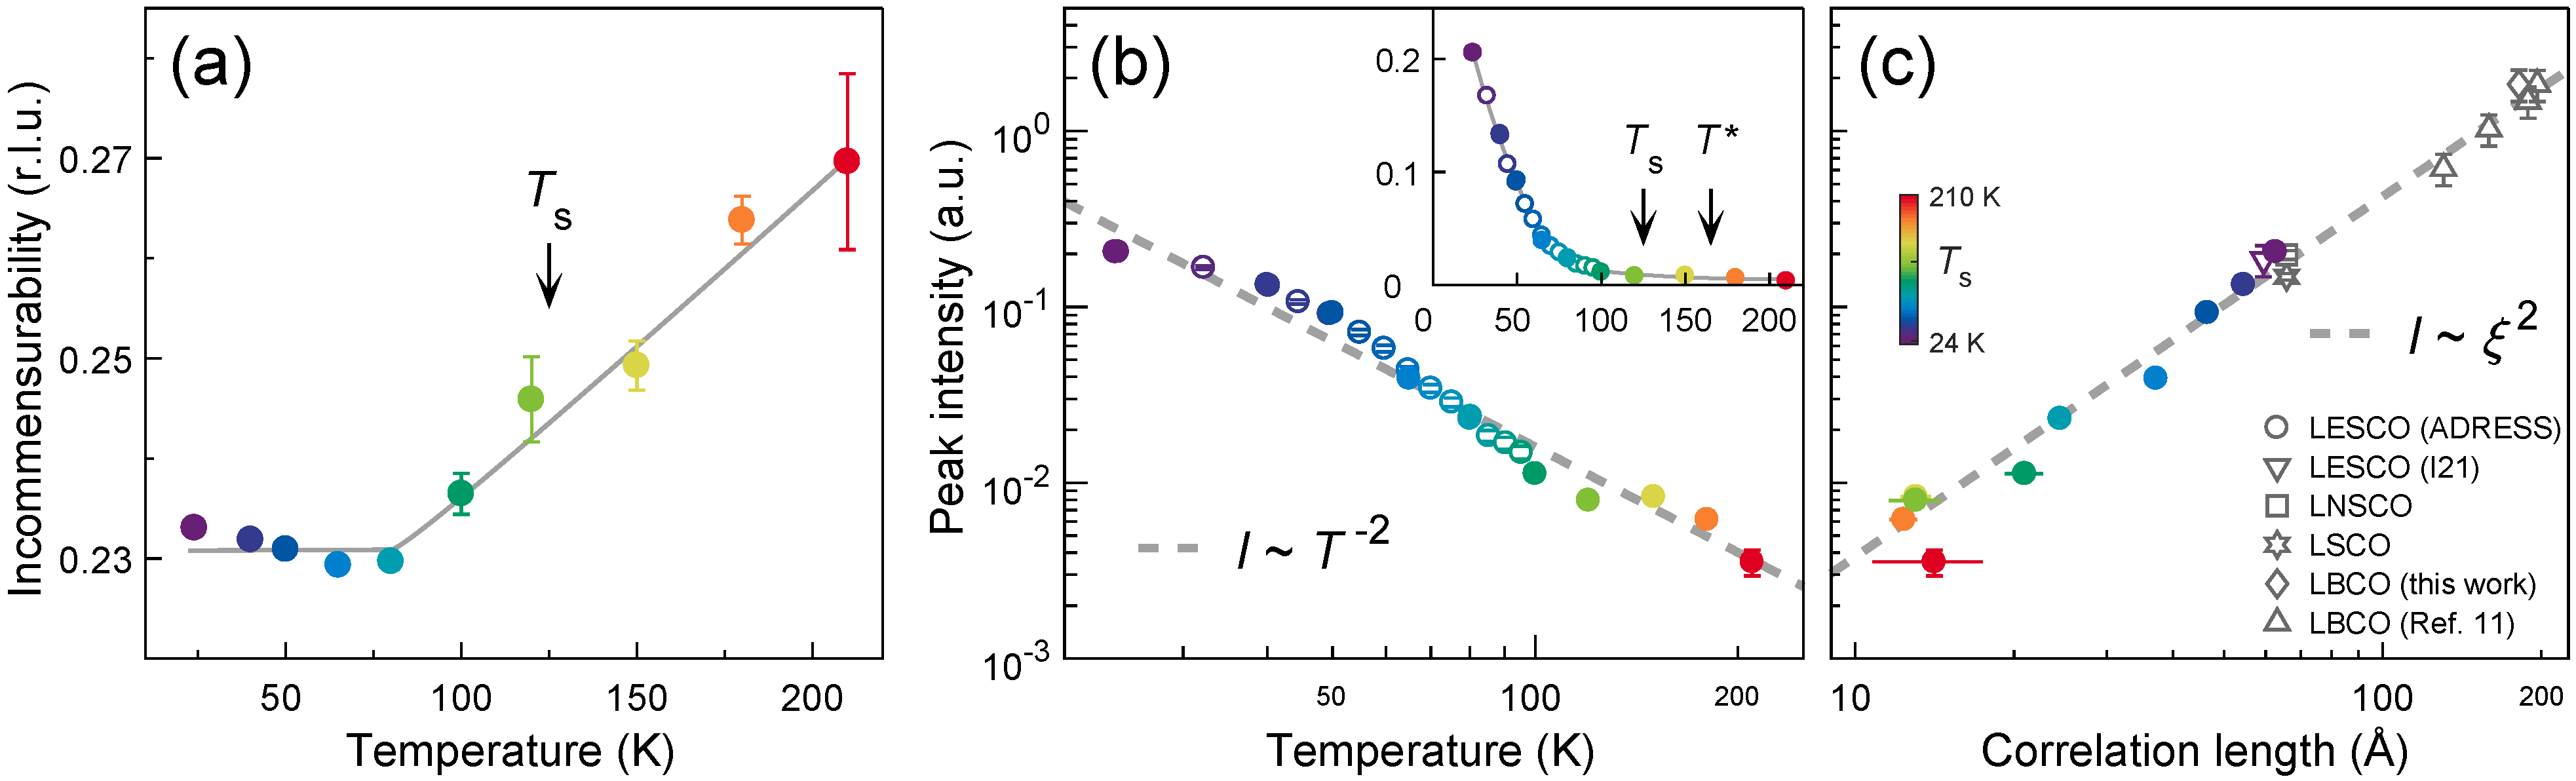 (a)
Incommensurability (r.l.u.)
0.27
0.25
0.23
Ts
50 100 150 200
Temperature (K)
(b)
Peak intensity (a.u.)
10^0
10^-1
10^-2
10^-3
0.2
0.1
0
Ts T*
0 50 100 150 200
I ~ T^-2
50 100 200
Temperature (K)
(c)
210 K
Ts
24 K
I ~ ξ^2
LESCO (ADRESS)
LESCO (I21)
LNSCO
LSCO
LBCO (this work)
LBCO (Ref. 11)
10 100 200
Correlation length (Å)